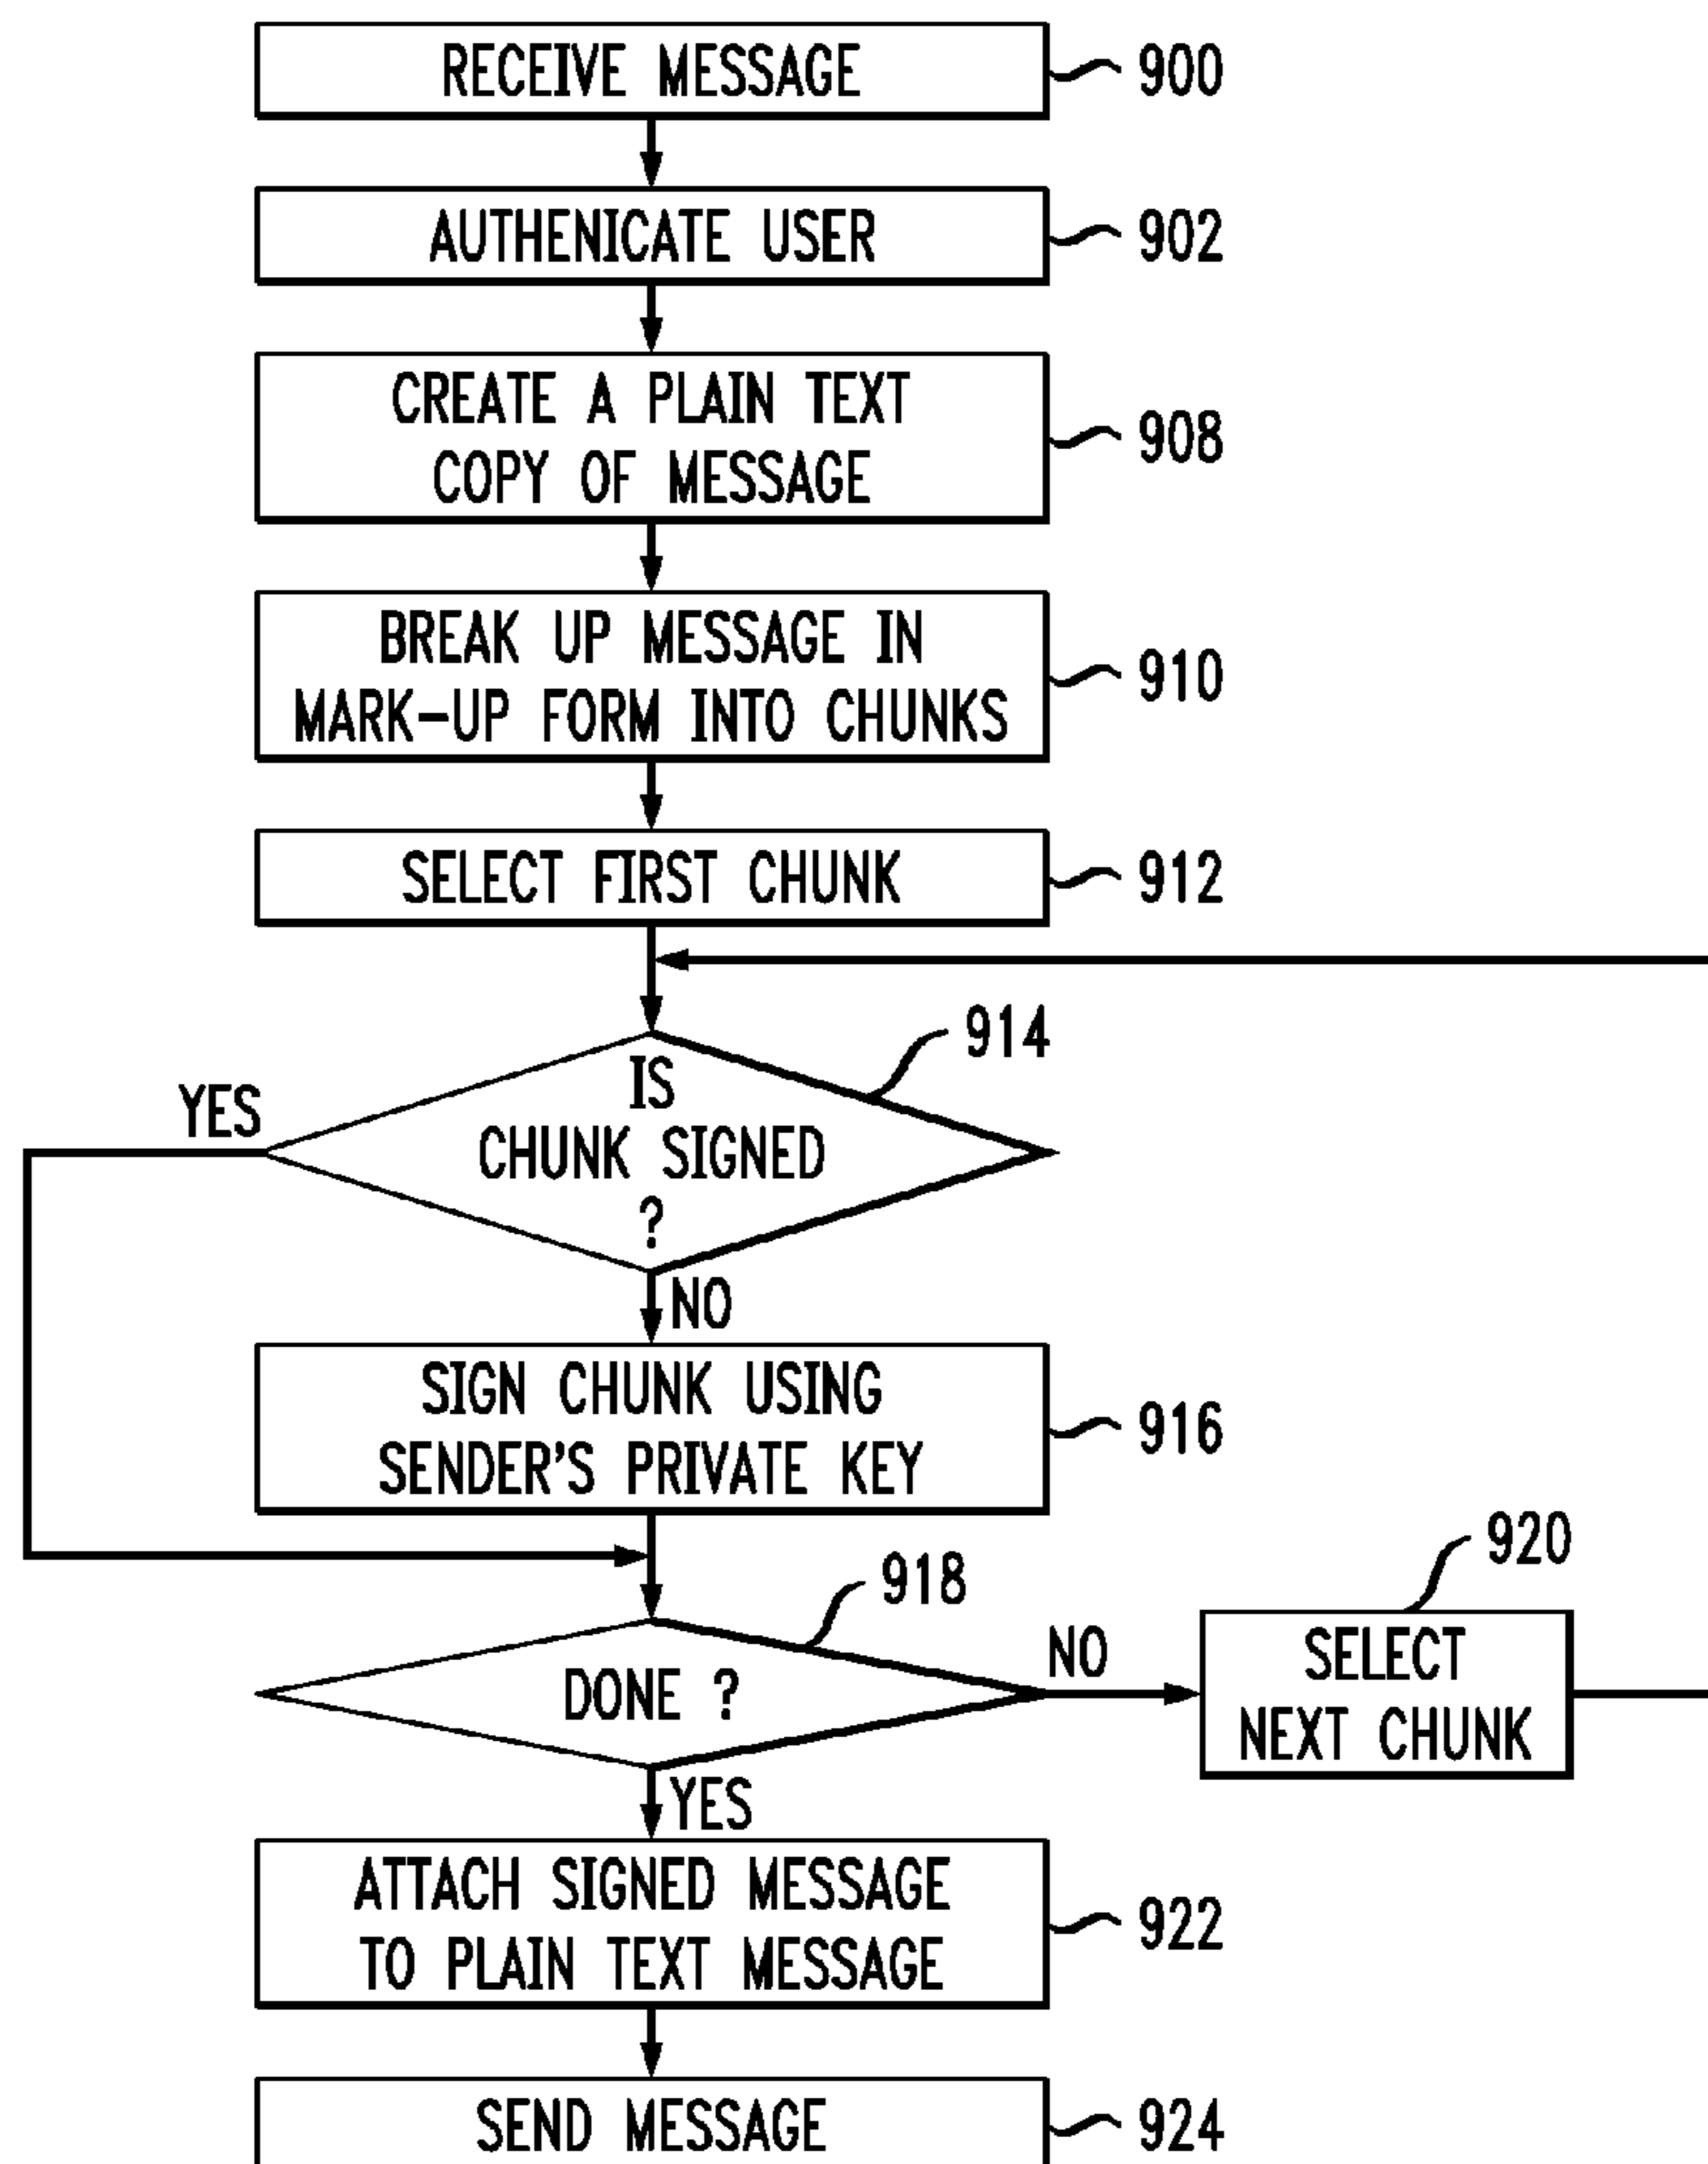 RECEIVE MESSAGE
900
AUTHENICATE USER
902
CREATE A PLAIN TEXT
COPY OF MESSAGE
908
BREAK UP MESSAGE IN
MARK-UP FORM INTO CHUNKS
910
SELECT FIRST CHUNK
912
914
IS
CHUNK SIGNED
?
YES
NO
SIGN CHUNK USING
SENDER'S PRIVATE KEY
916
918
DONE ?
NO
920
SELECT
NEXT CHUNK
YES
ATTACH SIGNED MESSAGE
TO PLAIN TEXT MESSAGE
922
SEND MESSAGE
924